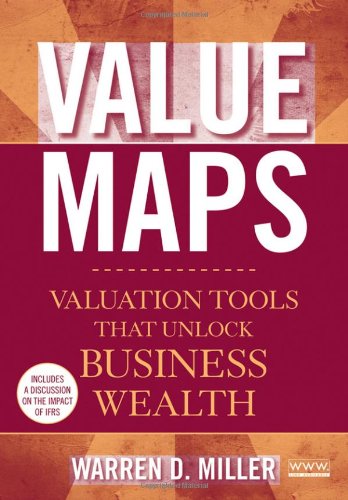 VALUE
MAPS
VALUATION TOOLS
THAT UNLOCK
BUSINESS
WEALTH
INCLUDES
A DISCUSSION
ON THE IMPACT
OF IFRS
WARREN D. MILLER
WWW.